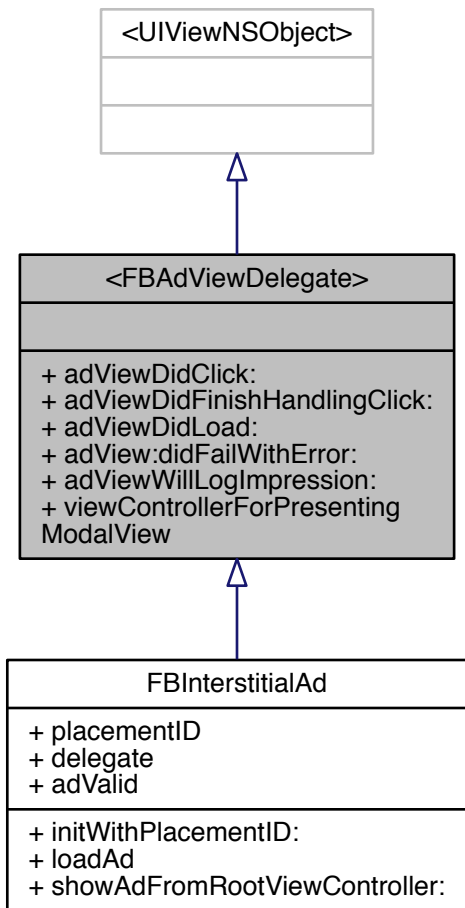 <UIViewNSObject>
<FBAdViewDelegate>
+ adViewDidClick:
+ adViewDidFinishHandlingClick:
+ adViewDidLoad:
+ adView:didFailWithError:
+ adViewWillLogImpression:
+ viewControllerForPresenting
ModalView
FBInterstitialAd
+ placementID
+ delegate
+ adValid
+ initWithPlacementID:
+ loadAd
+ showAdFromRootViewController: